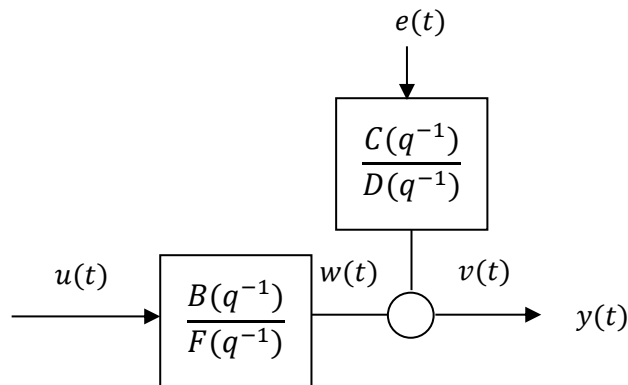 e(t)
C(q⁻¹)
D(q⁻¹)
u(t)
B(q⁻¹)
F(q⁻¹)
w(t)
v(t)
y(t)